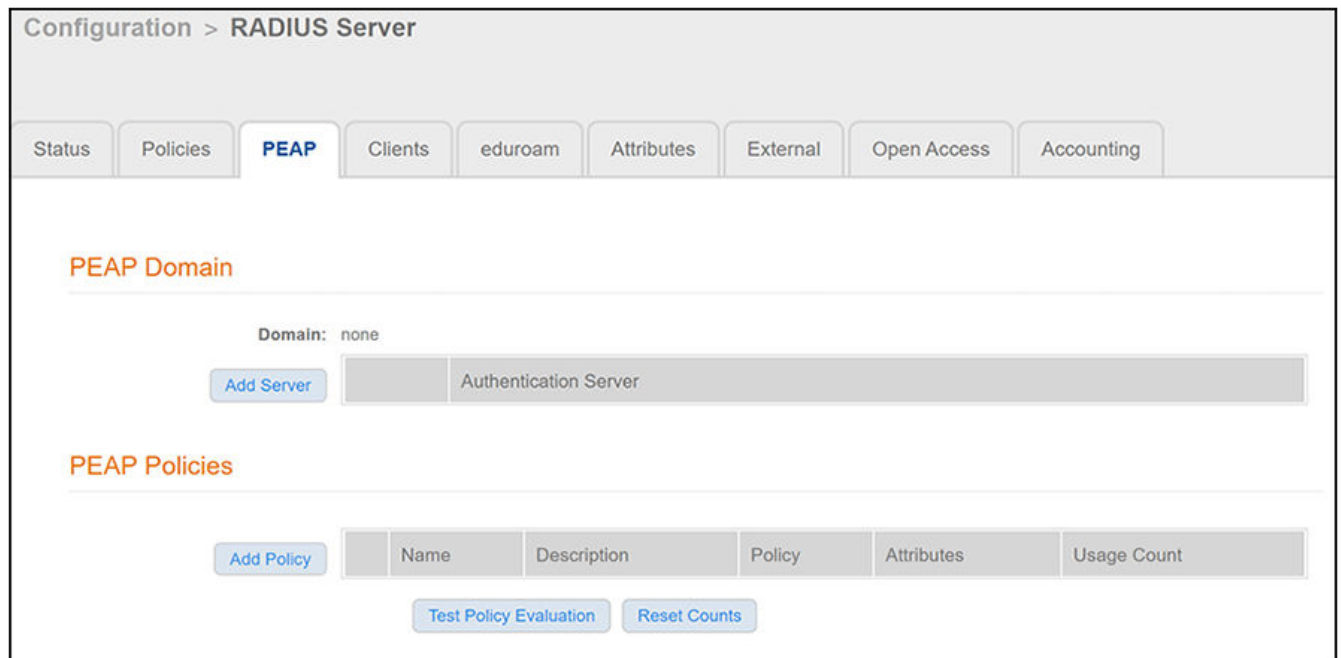 Configuration > RADIUS Server
Status Policies PEAP Clients eduroam Attributes External Open Access Accounting
PEAP Domain
Domain: none
Add Server Authentication Server
PEAP Policies
Add Policy Name Description Policy Attributes Usage Count
Test Policy Evaluation Reset Counts